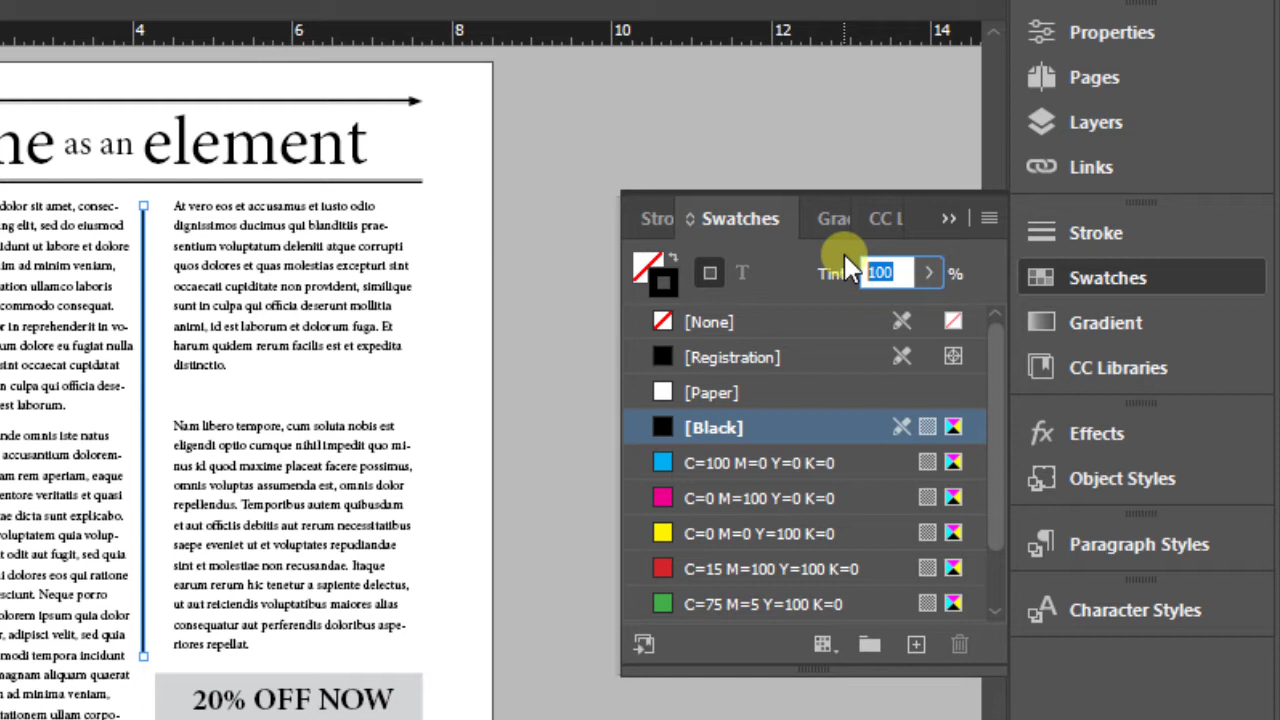 4 6 8 10 12 14
ne as an element
dolor sit amet, consec-
ng elit, sed do eiusmod
dunt ut labore et dolore
im ad minim veniam,
commodo consequat.
r in reprehenderit in vo-
um dolore eu fugiat nulla
sint occaecat cupidatat
n culpa qui officia dese-
est laborum.
nde omnis iste natus
accusantium dolorem-
am rem aperiam, eaque
entore veritatis et quasi
ae dicta sunt explicabo.
voluptatem quia volup-
t odit aut fugit, sed quia
i dolores eos qui ratione
esciunt. Neque porro
lorem ipsum quia dolor
, adipisci velit, sed quia
modi tempora incidunt
magnam aliquam quaerat
n ad minima veniam,
tationem ullam corpo-
At vero eos et accusamus et iusto odio
dignissimos ducimus qui blanditiis prae-
sentium voluptatum deleniti atque corrupti
quos dolores et quas molestias excepturi sint
occaecati cupiditate non provident, similique
sunt in culpa qui officia deserunt mollitia
animi, id est laborum et dolorum fuga. Et
harum quidem rerum facilis est et expedita
distinctio.
Nam libero tempore, cum soluta nobis est
eligendi optio cumque nihil impedit quo mi-
nus id quod maxime placeat facere possimus,
omnis voluptas assumenda est, omnis dolor
repellendus. Temporibus autem quibusdam
et aut officiis debitis aut rerum necessitatibus
saepe eveniet ut et voluptates repudiandae
sint et molestiae non recusandae. Itaque
earum rerum hic tenetur a sapiente delectus,
ut aut reiciendis voluptatibus maiores alias
consequatur aut perferendis doloribus aspe-
riores repellat.
20% OFF NOW
Stro Swatches Grad CC L
T Tint 100 %
[None]
[Registration]
[Paper]
[Black]
C=100 M=0 Y=0 K=0
C=0 M=100 Y=0 K=0
C=0 M=0 Y=100 K=0
C=15 M=100 Y=100 K=0
C=75 M=5 Y=100 K=0
Properties
Pages
Layers
Links
Stroke
Swatches
Gradient
CC Libraries
fx Effects
Object Styles
Paragraph Styles
Character Styles